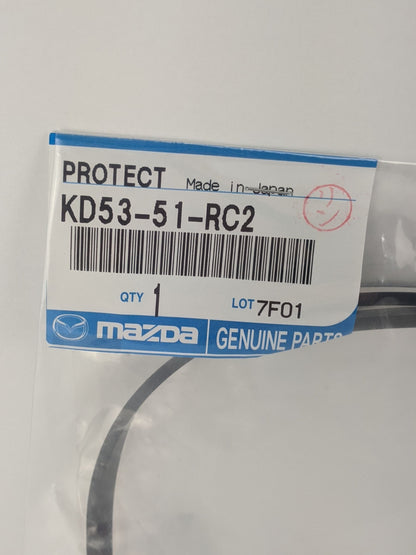 PROTECT Made in Japan
KD53-51-RC2
QTY 1 LOT 7F01
mazda GENUINE PARTS